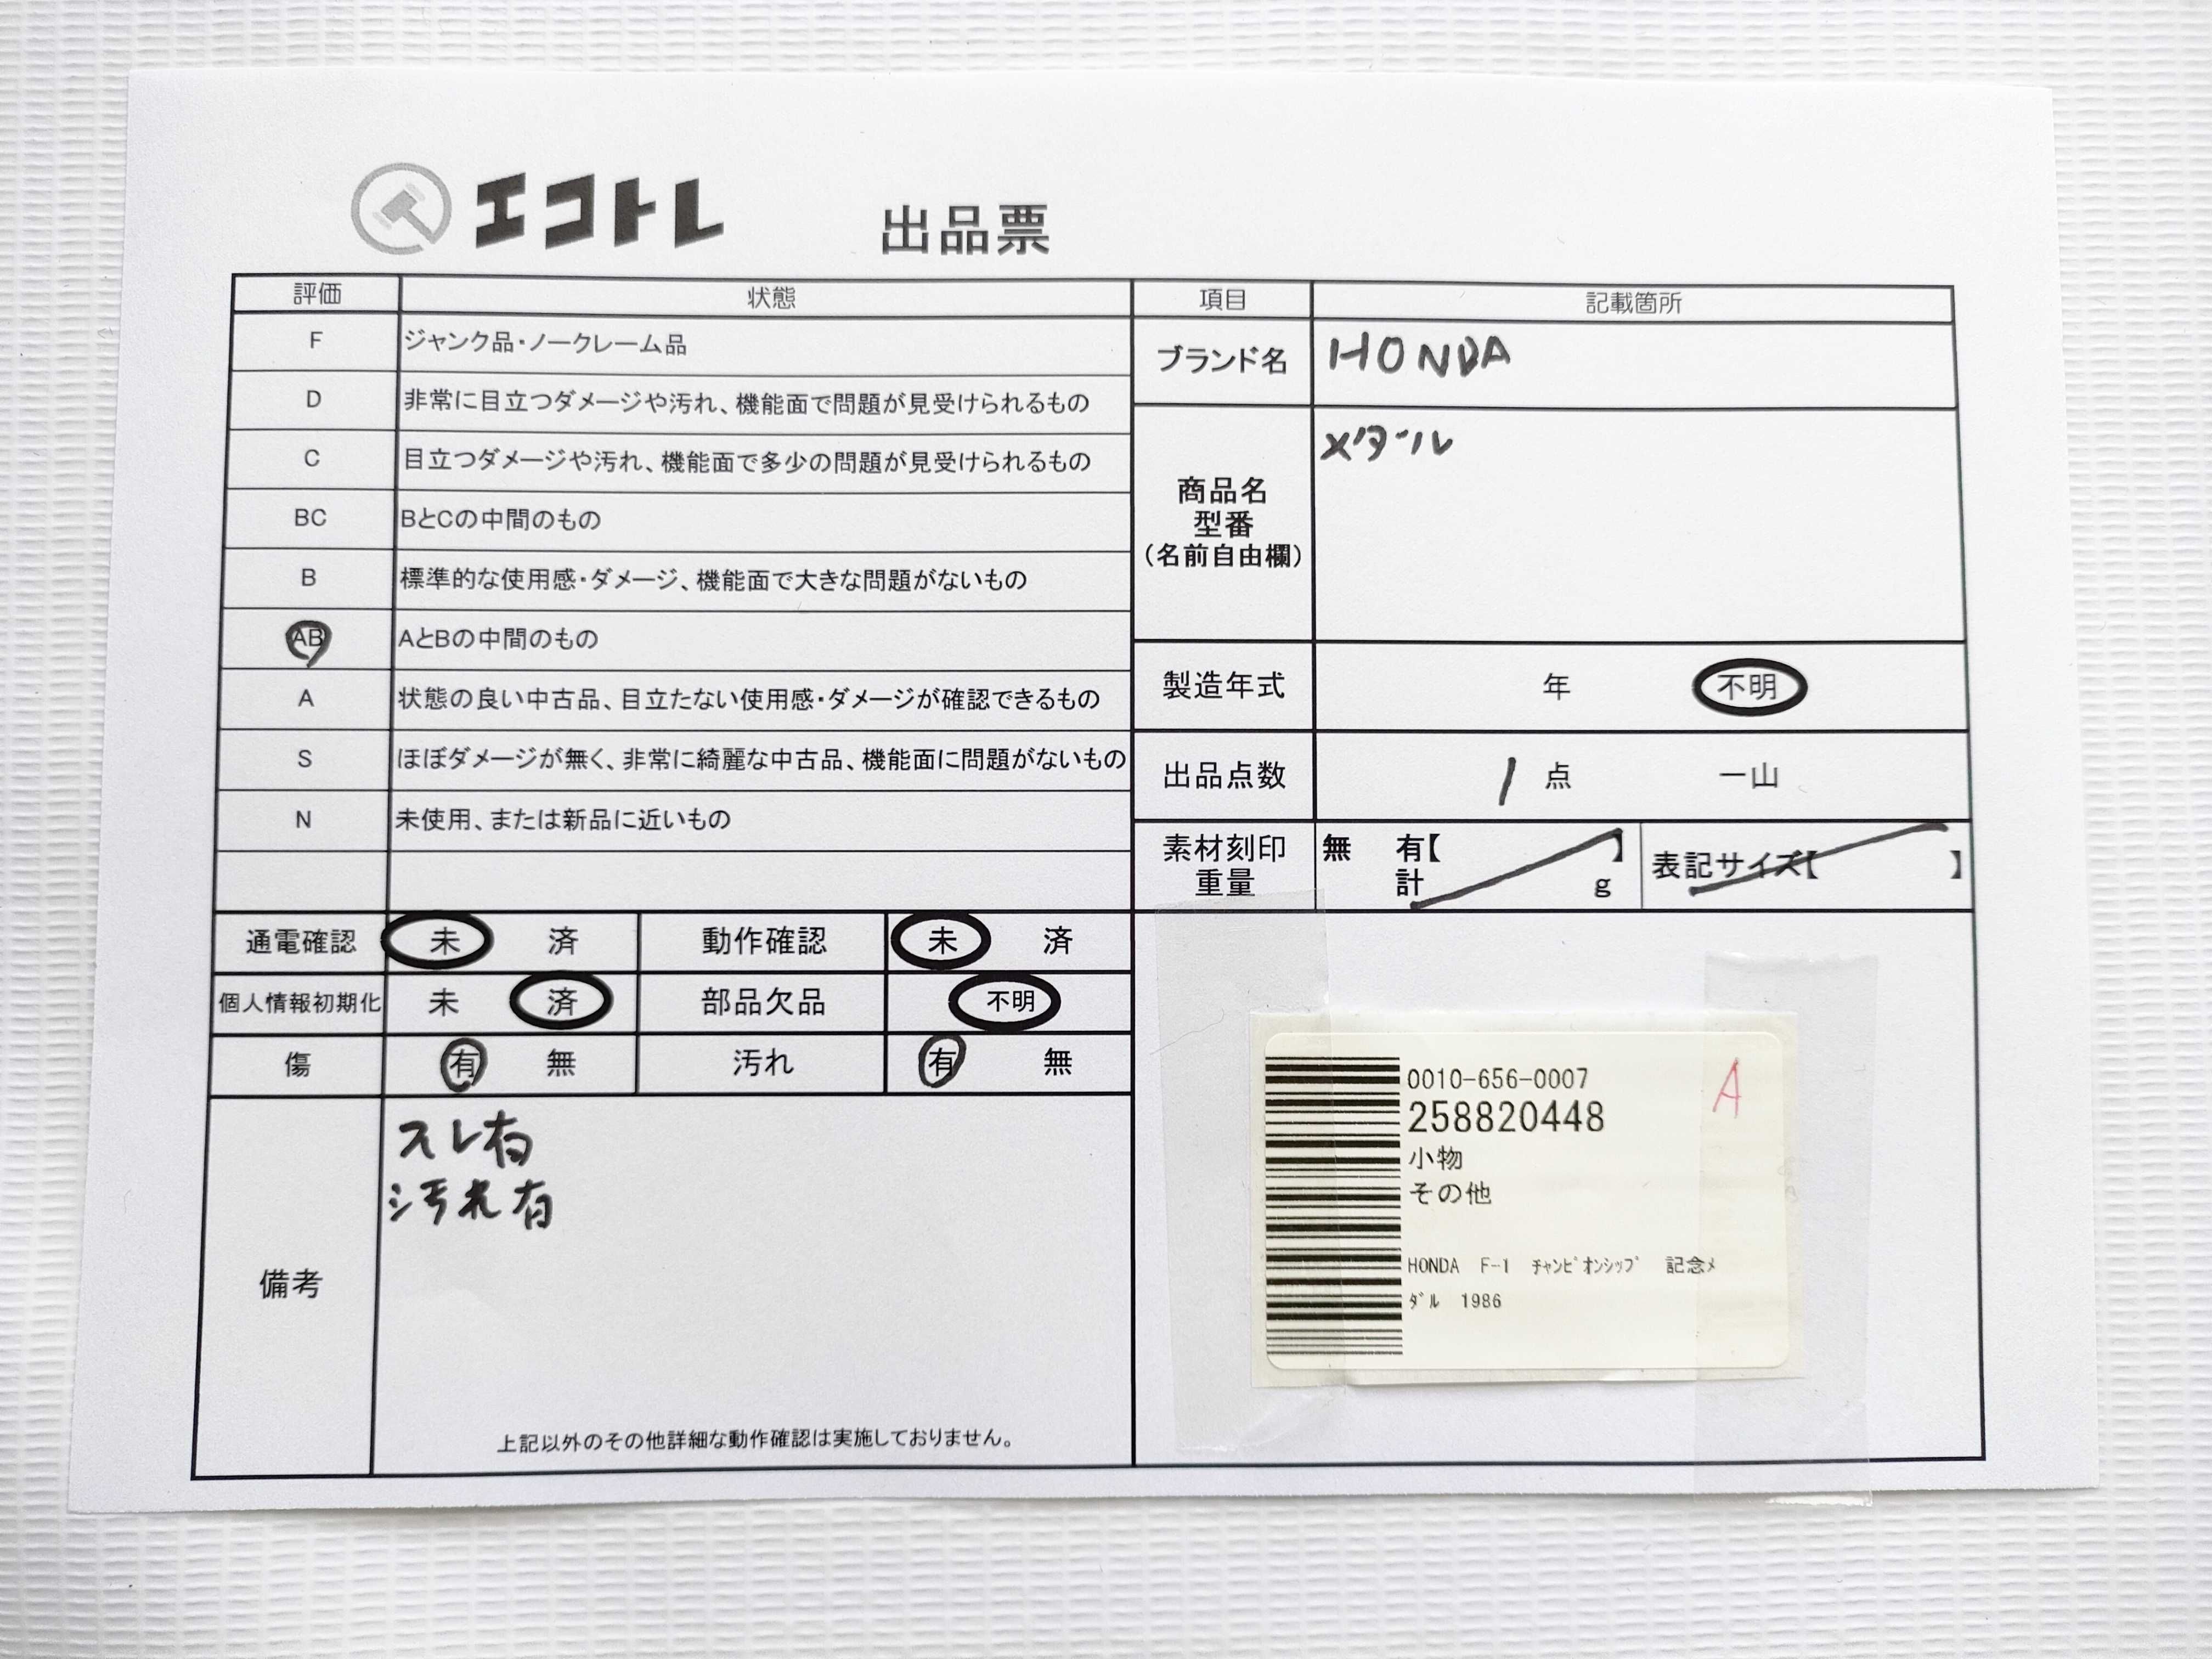 エコトレ 出品票
評価 状態
F ジャンク品・ノークレーム品
D 非常に目立つダメージや汚れ、機能面で問題が見受けられるもの
C 目立つダメージや汚れ、機能面で多少の問題が見受けられるもの
BC BとCの中間のもの
B 標準的な使用感・ダメージ、機能面で大きな問題がないもの
AB AとBの中間のもの
A 状態の良い中古品、目立たない使用感・ダメージが確認できるもの
S ほぼダメージが無く、非常に綺麗な中古品、機能面に問題がないもの
N 未使用、または新品に近いもの
通電確認 未 済 動作確認 未 済
個人情報初期化 未 済 部品欠品 不明
傷 有 無 汚れ 有 無
備考
スレ有
汚れ有
上記以外のその他詳細な動作確認は実施しておりません。
項目 記載箇所
ブランド名 HONDA
商品名
型番
(名前自由欄)
メダル
製造年式 年 不明
出品点数 1 点 一山
素材刻印 無 有【 】 表記サイズ【 】
重量 計 g
0010-656-0007 A
258820448
小物
その他
HONDA F-1 ﾁｬﾝﾋﾟｵﾝｼｯﾌﾟ 記念ﾒ
ﾀﾞﾙ 1986